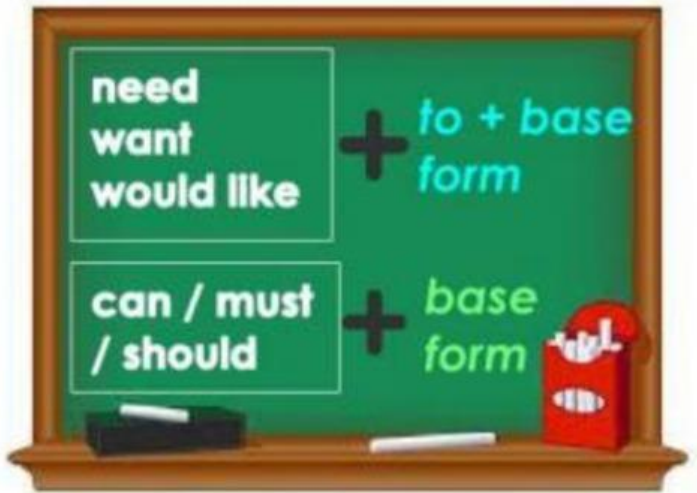 need
want
would like
+
to + base
form
can / must
/ should
+
base
form